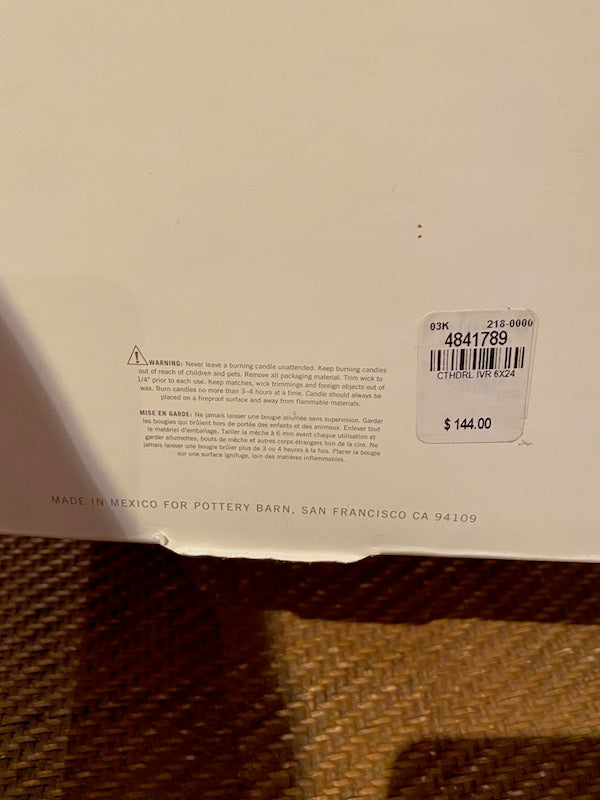 03K 218-0000
4841789
CTHDRL IVR 6X24
$ 144.00
WARNING: Never leave a burning candle unattended. Keep burning candles
out of reach of children and pets. Remove all packaging material. Trim wick to
1/4" prior to each use. Keep matches, wick trimmings and foreign objects out of
wax. Burn candles no more than 3–4 hours at a time. Candle should always be
placed on a fireproof surface and away from flammable materials.
MISE EN GARDE: Ne jamais laisser une bougie allumée sans supervision. Garder
les bougies qui brûlent hors de portée des enfants et des animaux. Enlever tout
le matériel d'emballage. Tailler la mèche à 6 mm avant chaque utilisation et
garder allumettes, bouts de mèche et autres corps étrangers loin de la cire. Ne
jamais laisser une bougie brûler plus de 3 ou 4 heures à la fois. Placer la bougie
sur une surface ignifuge, loin des matières inflammables.
MADE IN MEXICO FOR POTTERY BARN, SAN FRANCISCO CA 94109